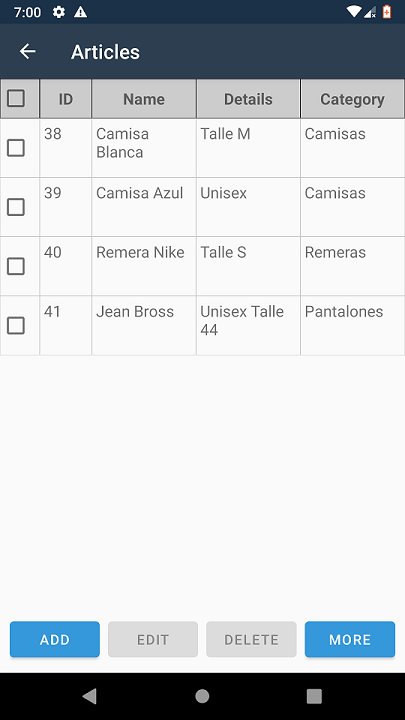 7:00
Articles
ID Name Details Category
38 Camisa Blanca Talle M Camisas
39 Camisa Azul Unisex Camisas
40 Remera Nike Talle S Remeras
41 Jean Bross Unisex Talle 44 Pantalones
ADD EDIT DELETE MORE